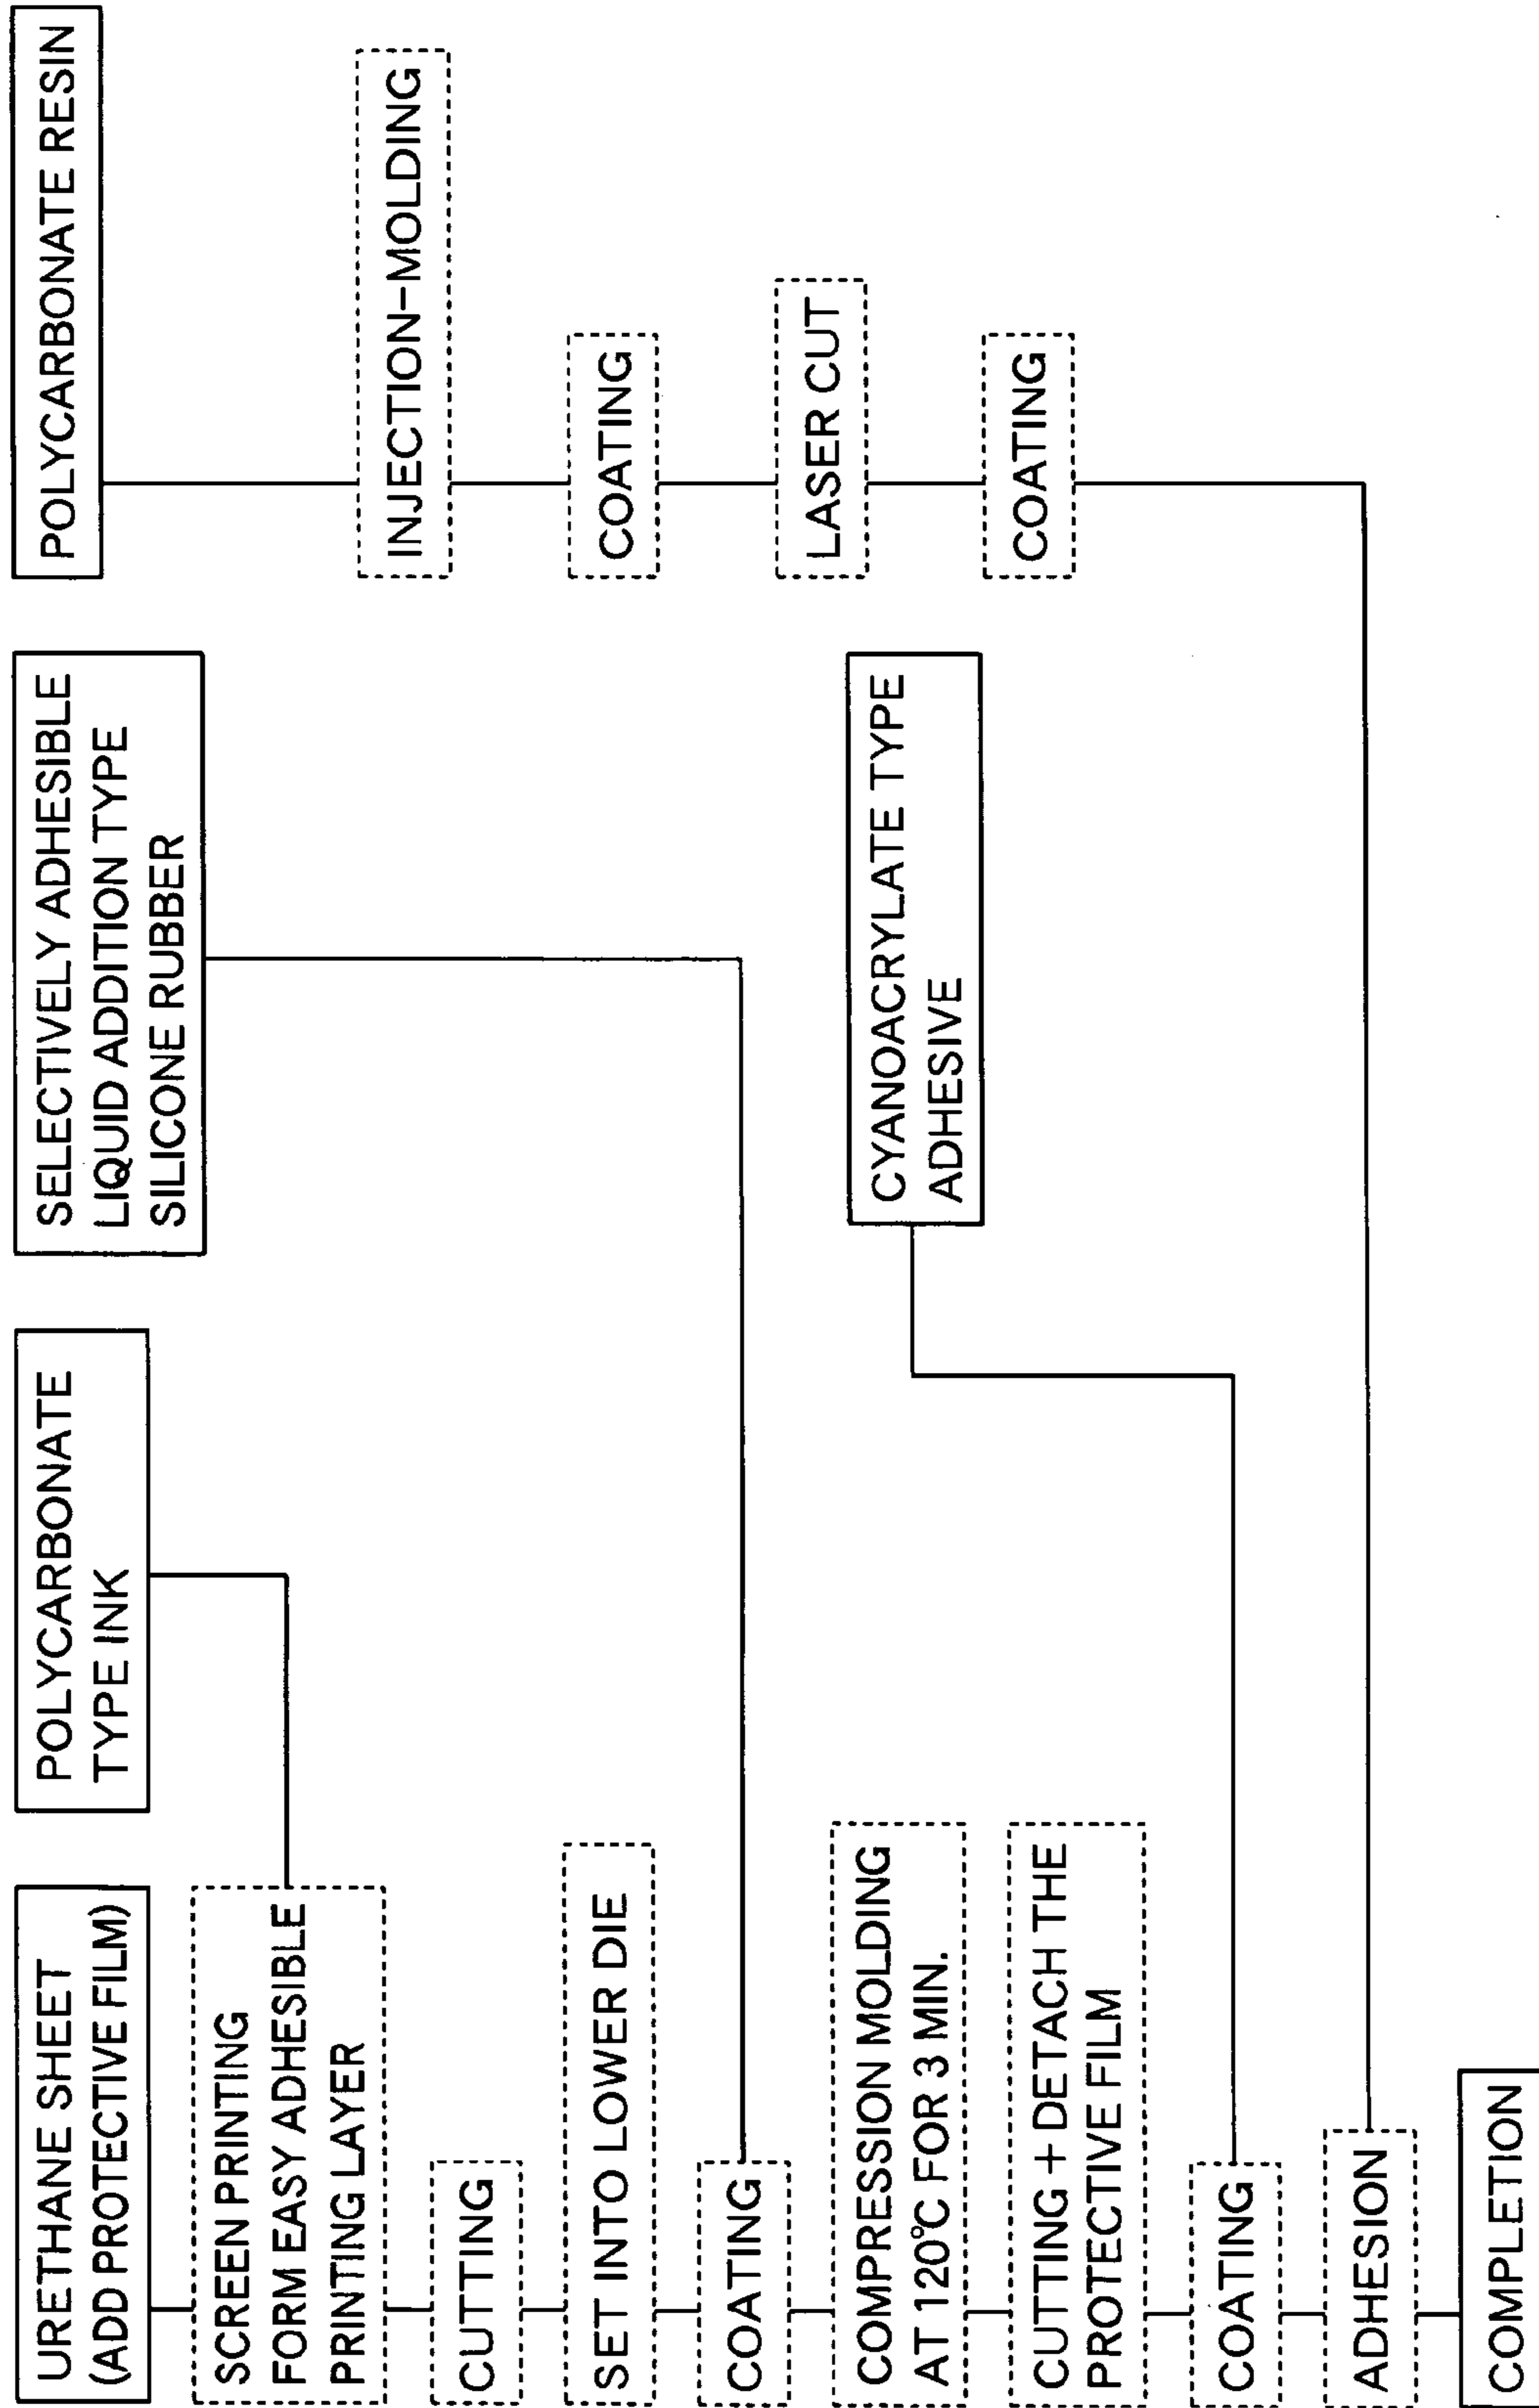 URETHANE SHEET
(ADD PROTECTIVE FILM)
POLYCARBONATE
TYPE INK
SELECTIVELY ADHESIBLE
LIQUID ADDITION TYPE
SILICONE RUBBER
POLYCARBONATE RESIN
SCREEN PRINTING
FORM EASY ADHESIBLE
PRINTING LAYER
CUTTING
SET INTO LOWER DIE
COATING
COMPRESSION MOLDING
AT 120°C FOR 3 MIN.
CUTTING + DETACH THE
PROTECTIVE FILM
COATING
ADHESION
COMPLETION
CYANOACRYLATE TYPE
ADHESIVE
INJECTION-MOLDING
COATING
LASER CUT
COATING